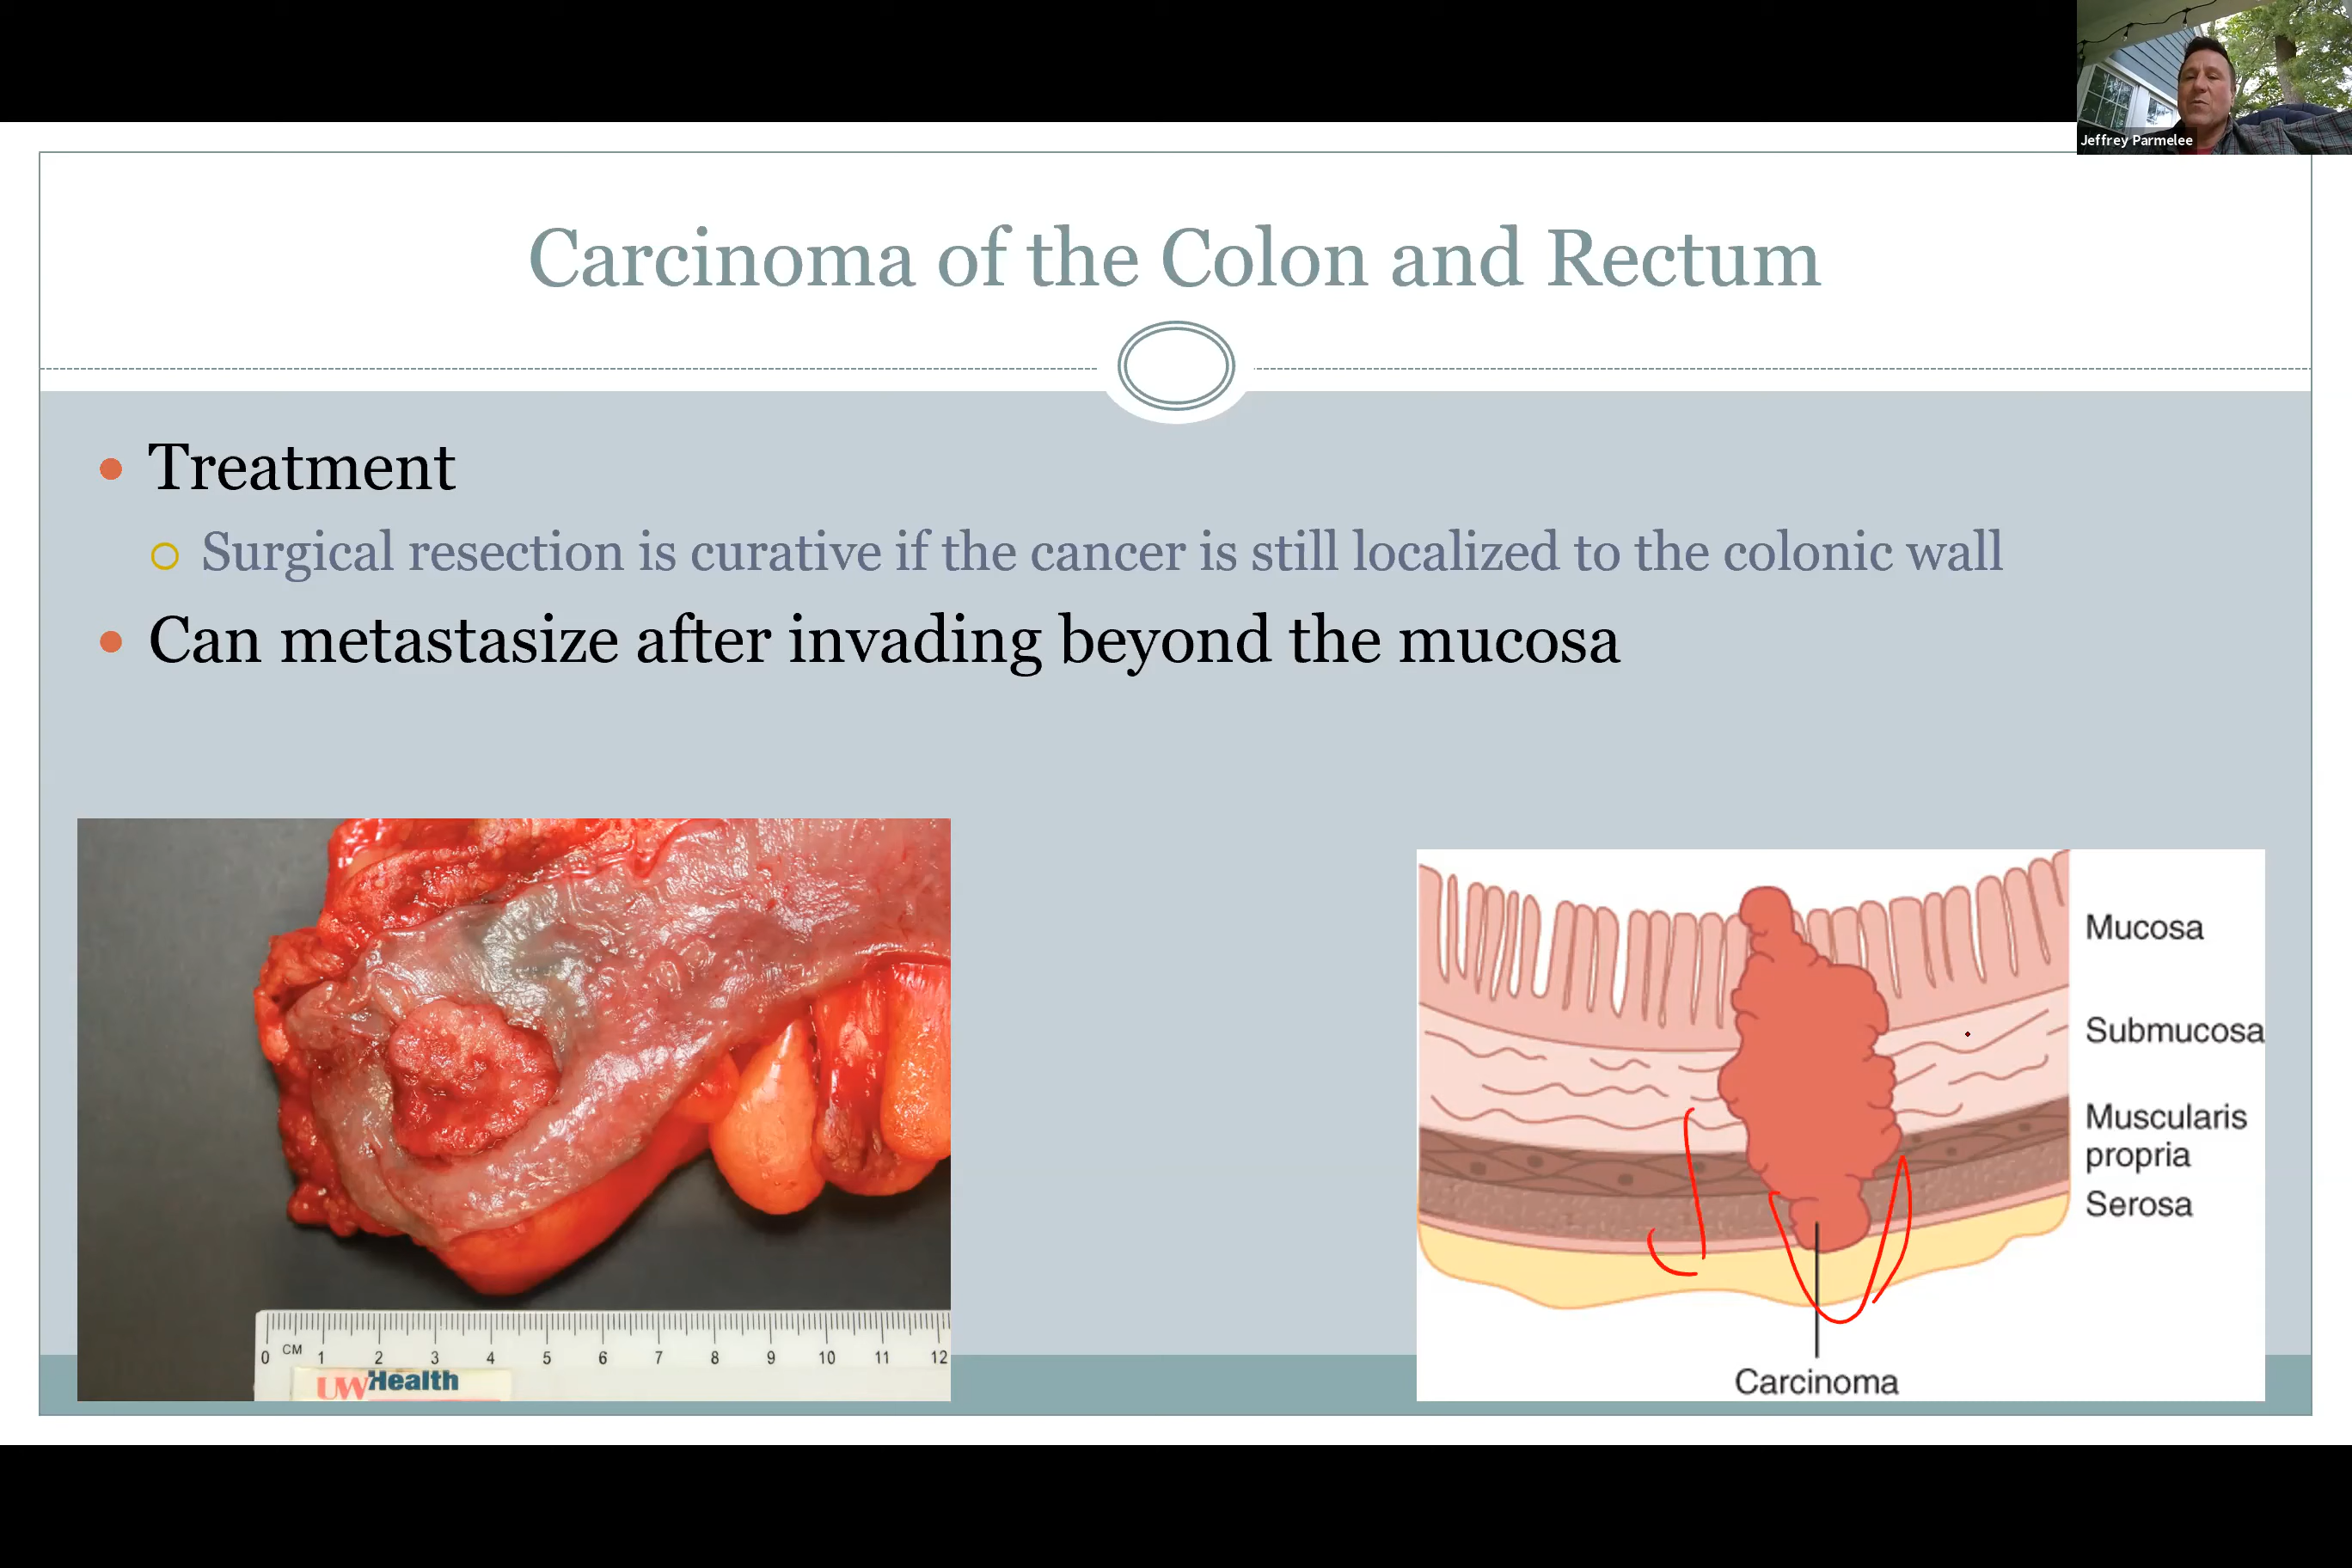 Jeffrey Parmelee
Carcinoma of the Colon and Rectum
Treatment
Surgical resection is curative if the cancer is still localized to the colonic wall
Can metastasize after invading beyond the mucosa
0 CM 1 2 3 4 5 6 7 8 9 10 11 12
UWHealth
Mucosa
Submucosa
Muscularis
propria
Serosa
Carcinoma